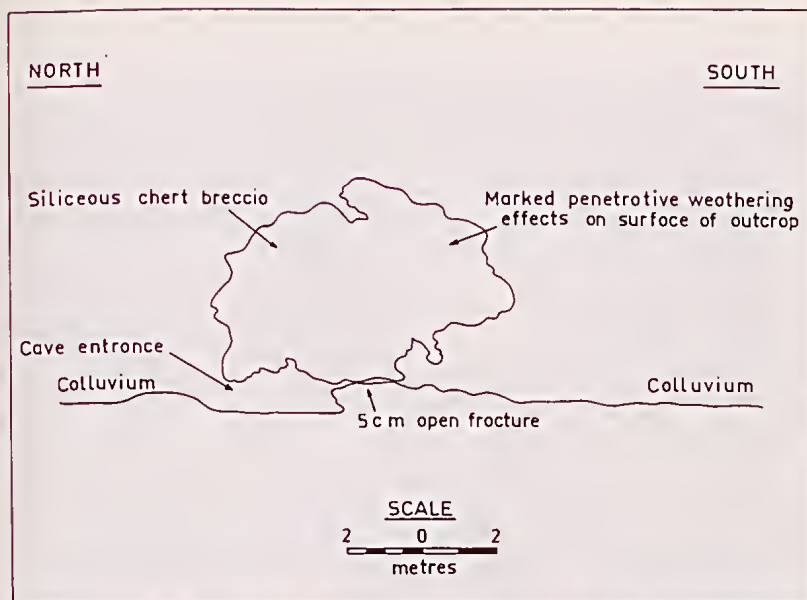 NORTH
SOUTH
Siliceous chert breccio
Marked penetrotive weothering
effects on surfoce of outcrop
Cove entronce
Colluvium
Colluvium
5cm open frocture
SCALE
2 0 2
metres